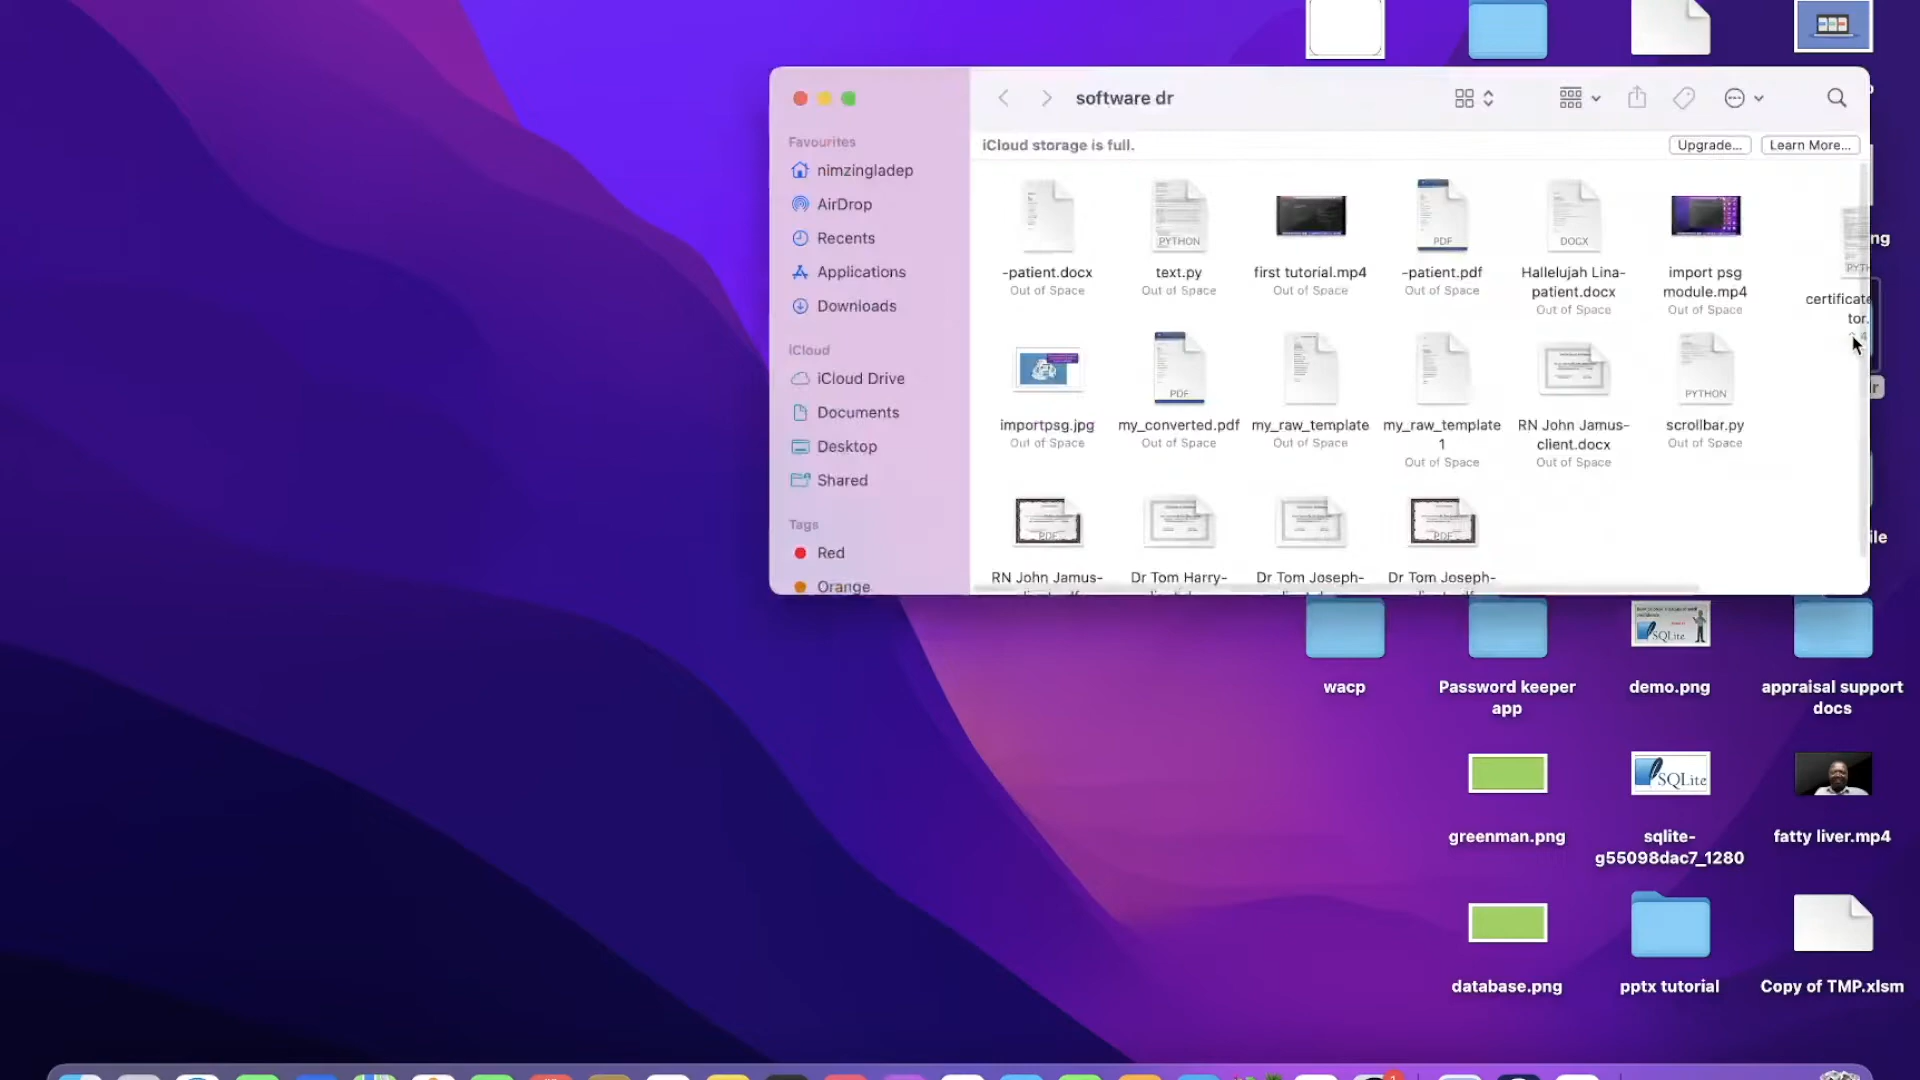 software dr
iCloud storage is full.
Upgrade...
Learn More...
Favourites
nimzingladep
AirDrop
Recents
Applications
Downloads
iCloud
iCloud Drive
Documents
Desktop
Shared
Tags
Red
Orange
PYTHON
PDF
DOCX
-patient.docx
Out of Space
text.py
Out of Space
first tutorial.mp4
Out of Space
-patient.pdf
Out of Space
Hallelujah Lina-
patient.docx
Out of Space
import psg
module.mp4
Out of Space
PYTH
certificate
tor.
ng
PDF
PYTHON
importpsg.jpg
Out of Space
my_converted.pdf
Out of Space
my_raw_template
Out of Space
my_raw_template
1
Out of Space
RN John Jamus-
client.docx
Out of Space
scrollbar.py
Out of Space
r
ile
PDF
PDF
RN John Jamus-
Dr Tom Harry-
Dr Tom Joseph-
Dr Tom Joseph-
SQLite
wacp
Password keeper
app
demo.png
appraisal support
docs
SQLite
greenman.png
sqlite-
g55098dac7_1280
fatty liver.mp4
database.png
pptx tutorial
Copy of TMP.xlsm